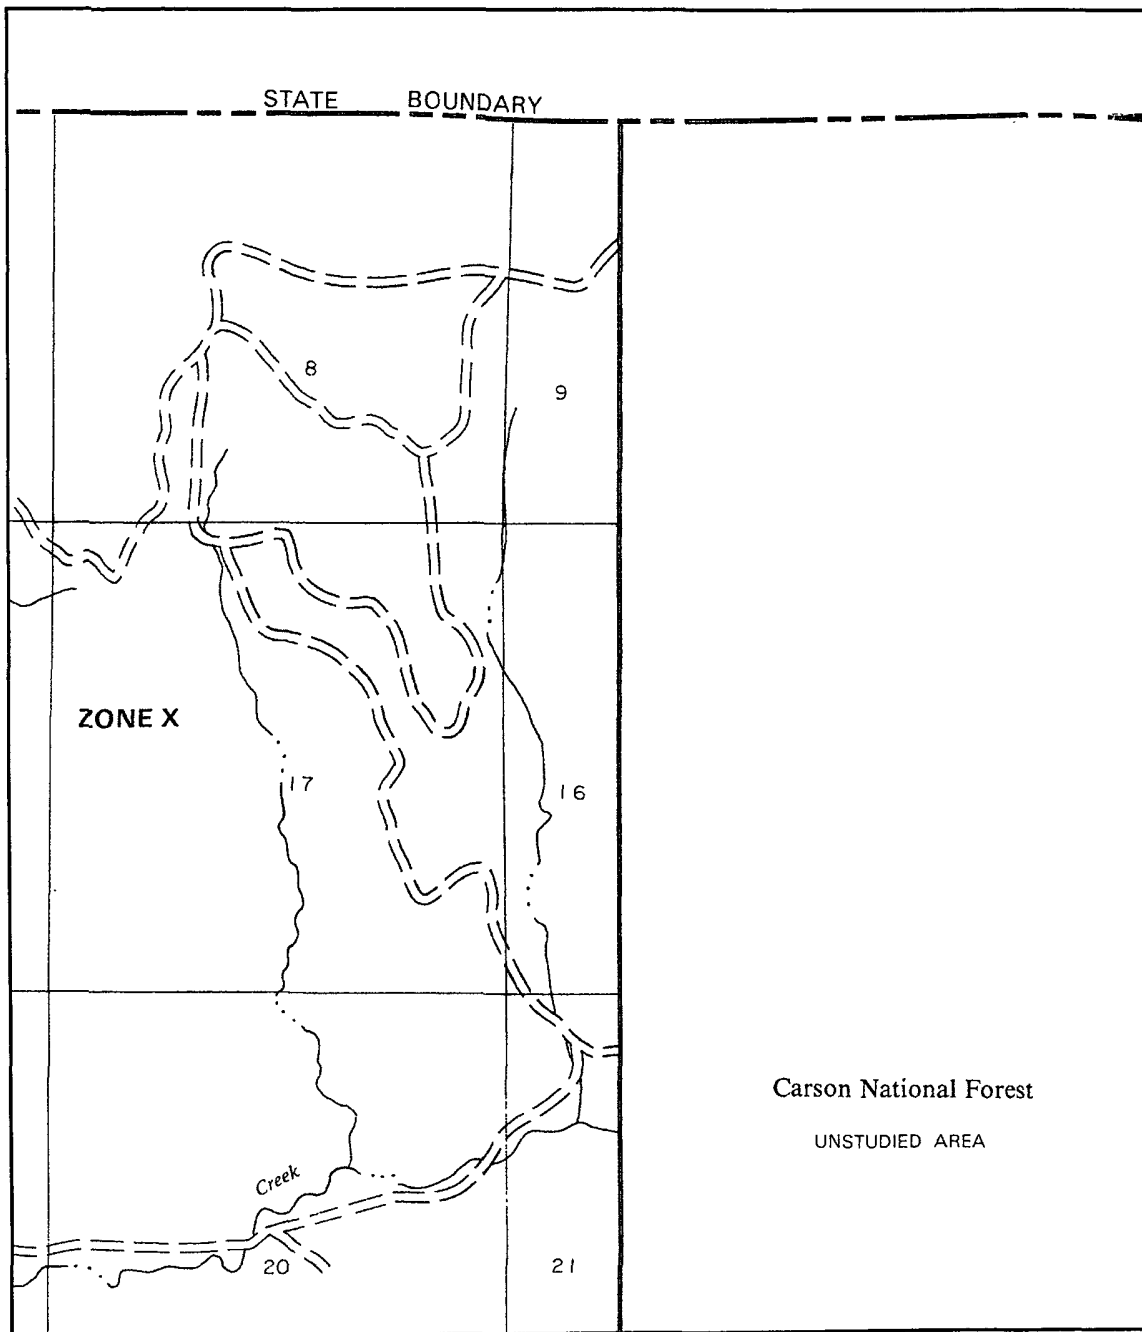 STATE BOUNDARY
8
9
ZONE X
17
16
Carson National Forest
UNSTUDIED AREA
Creek
20
21